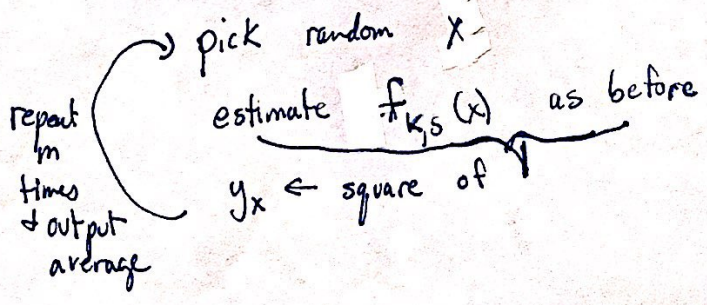 pick random x
estimate f_{k,s}(x) as before
y_x ← square of
repeat
m
times
& output
average